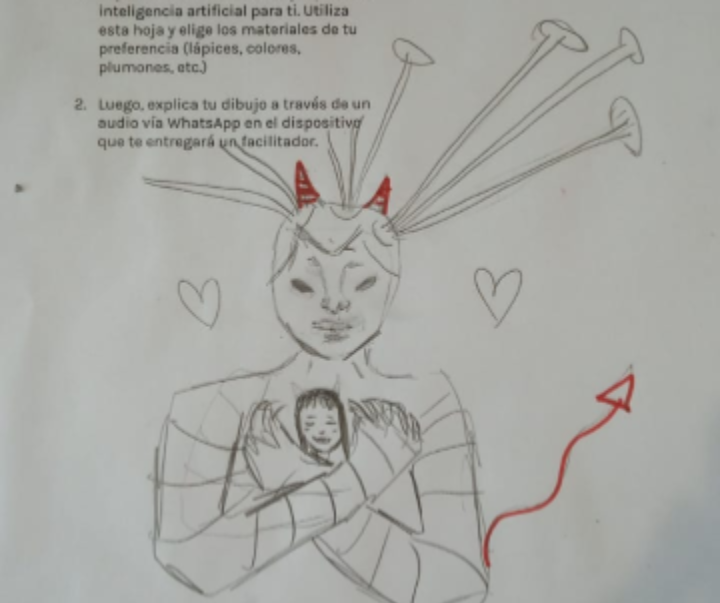 inteligencia artificial para ti. Utiliza
esta hoja y elige los materiales de tu
preferencia (lápices, colores,
plumones, etc.)
2. Luego, explica tu dibujo a través de un
audio vía WhatsApp en el dispositivo
que te entregará un facilitador.